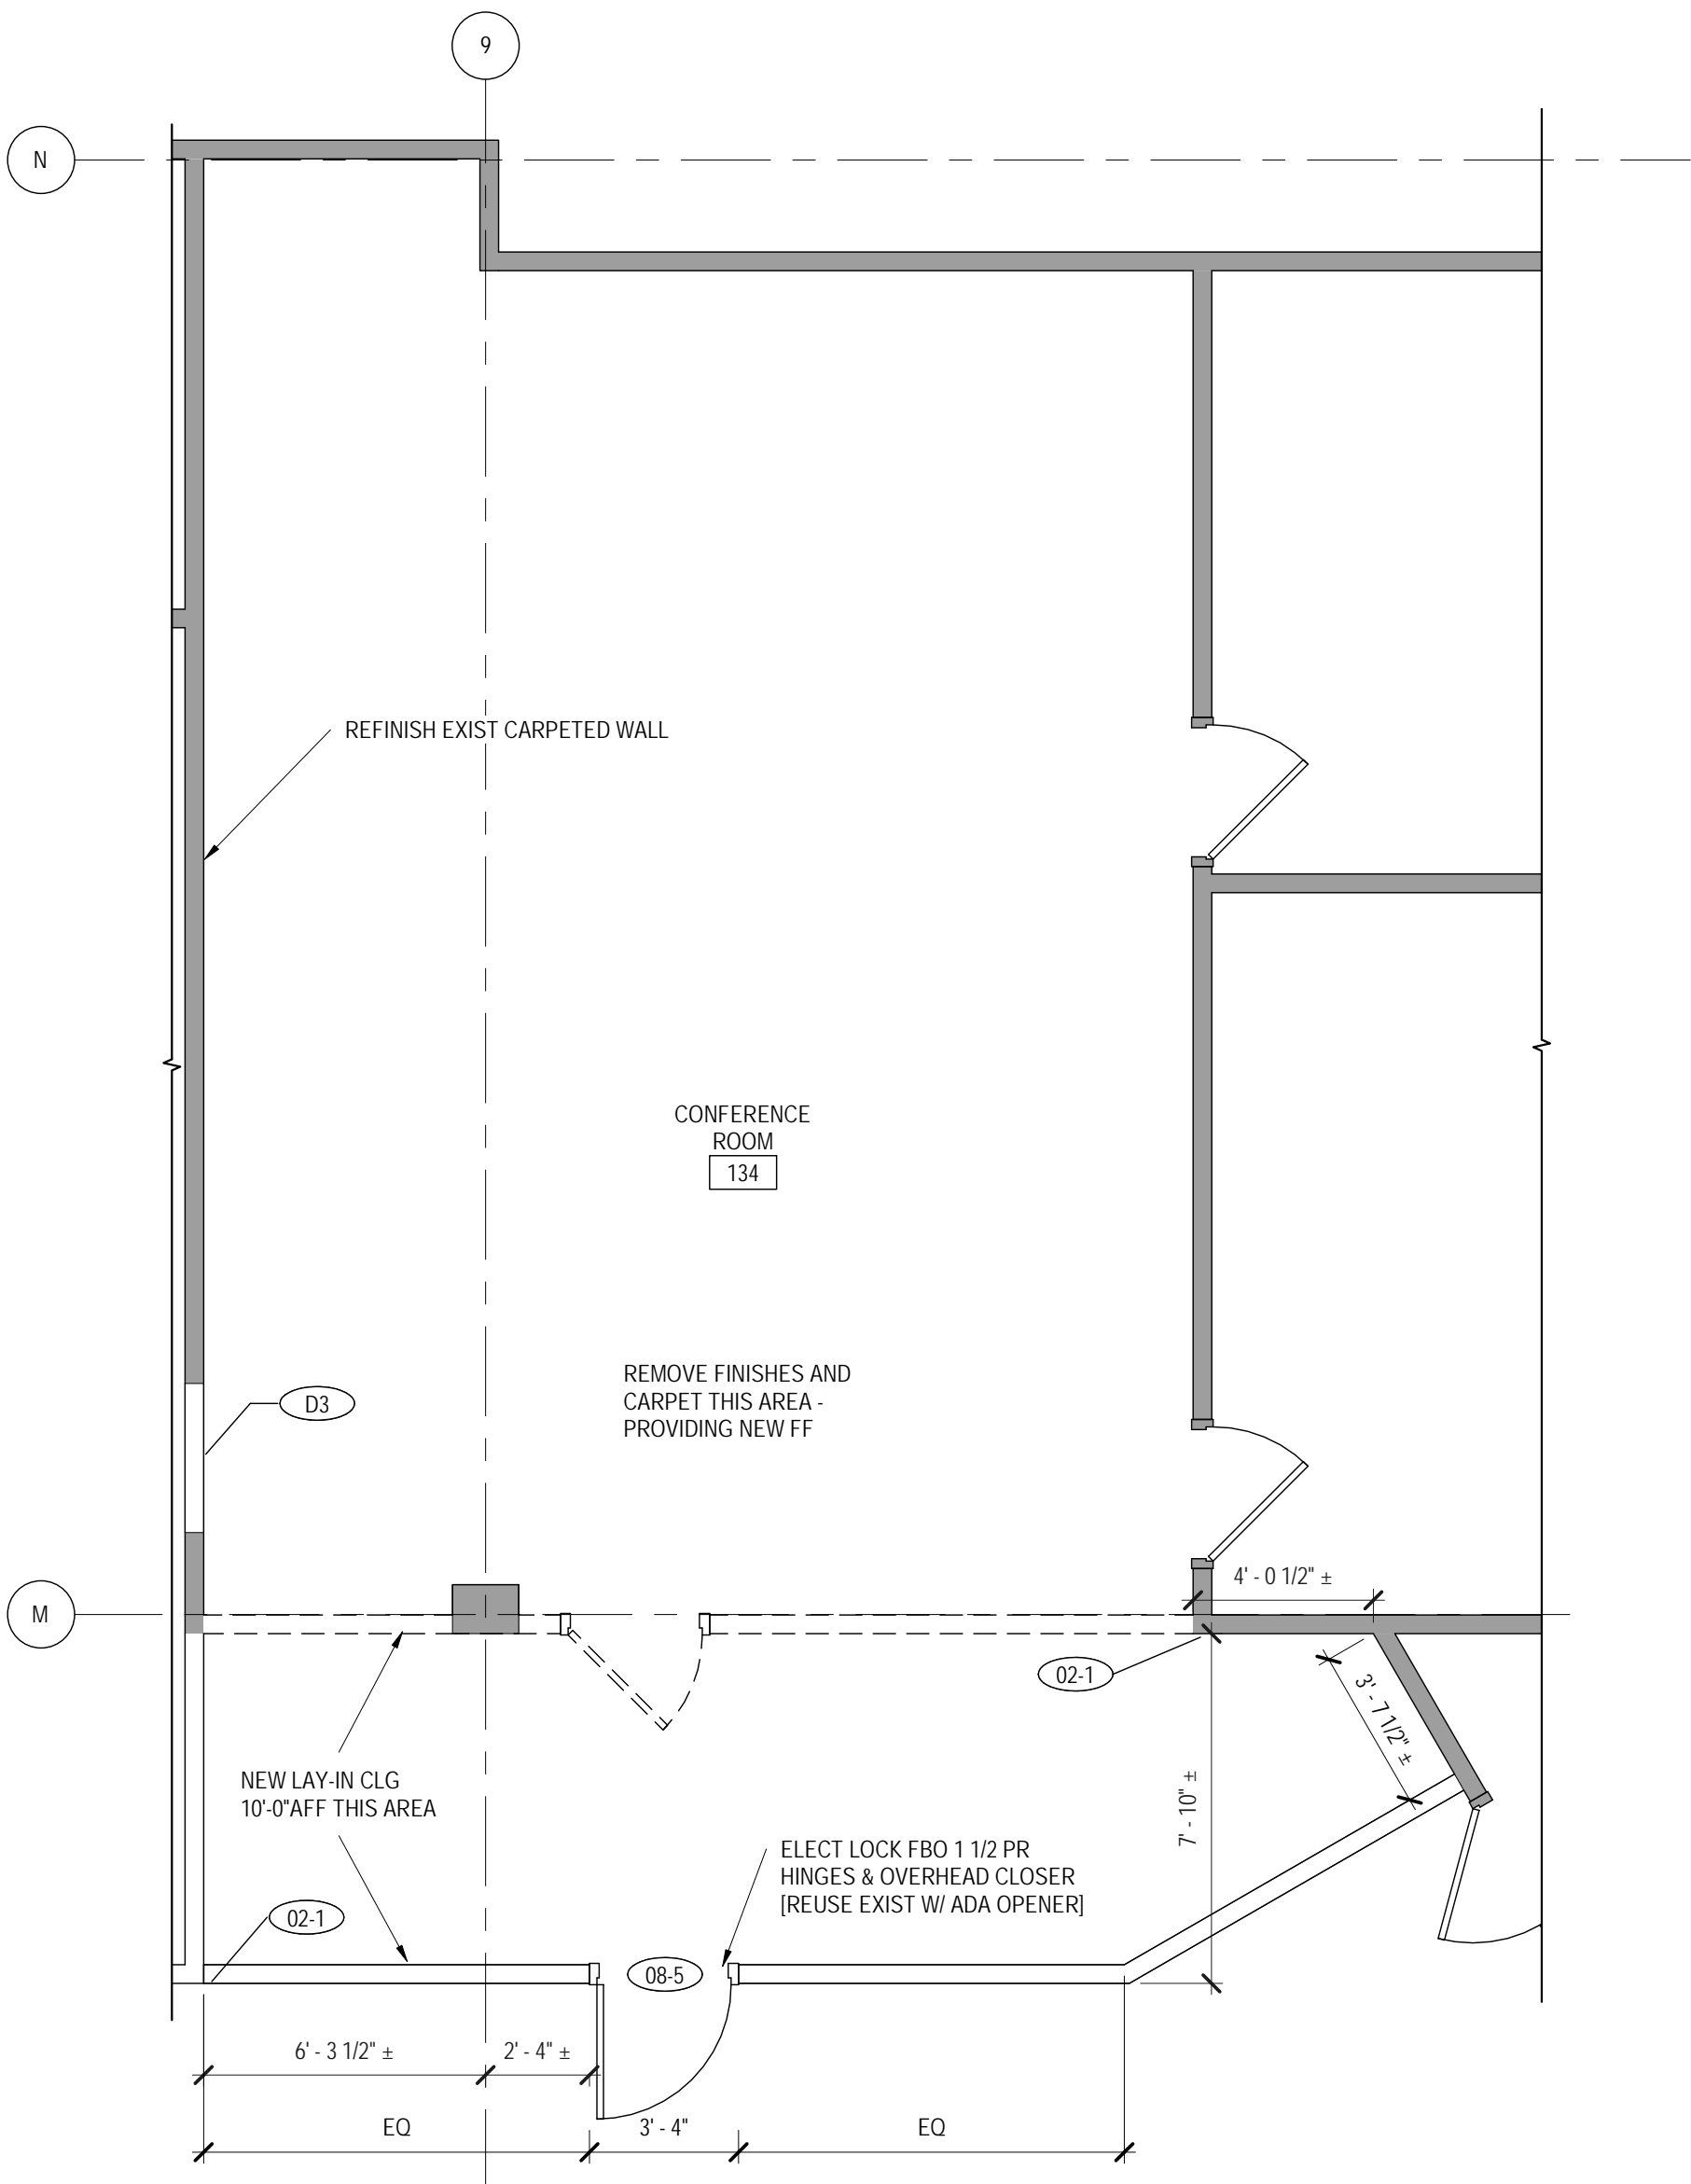 9
N
REFINISH EXIST CARPETED WALL
CONFERENCE
ROOM
134
REMOVE FINISHES AND
CARPET THIS AREA -
PROVIDING NEW FF
D3
M
4' - 0 1/2" ±
02-1
3' - 7 1/2" ±
7' - 10" ±
NEW LAY-IN CLG
10'-0"AFF THIS AREA
ELECT LOCK FBO 1 1/2 PR
HINGES & OVERHEAD CLOSER
[REUSE EXIST W/ ADA OPENER]
02-1
08-5
6' - 3 1/2" ±
2' - 4" ±
EQ
3' - 4"
EQ